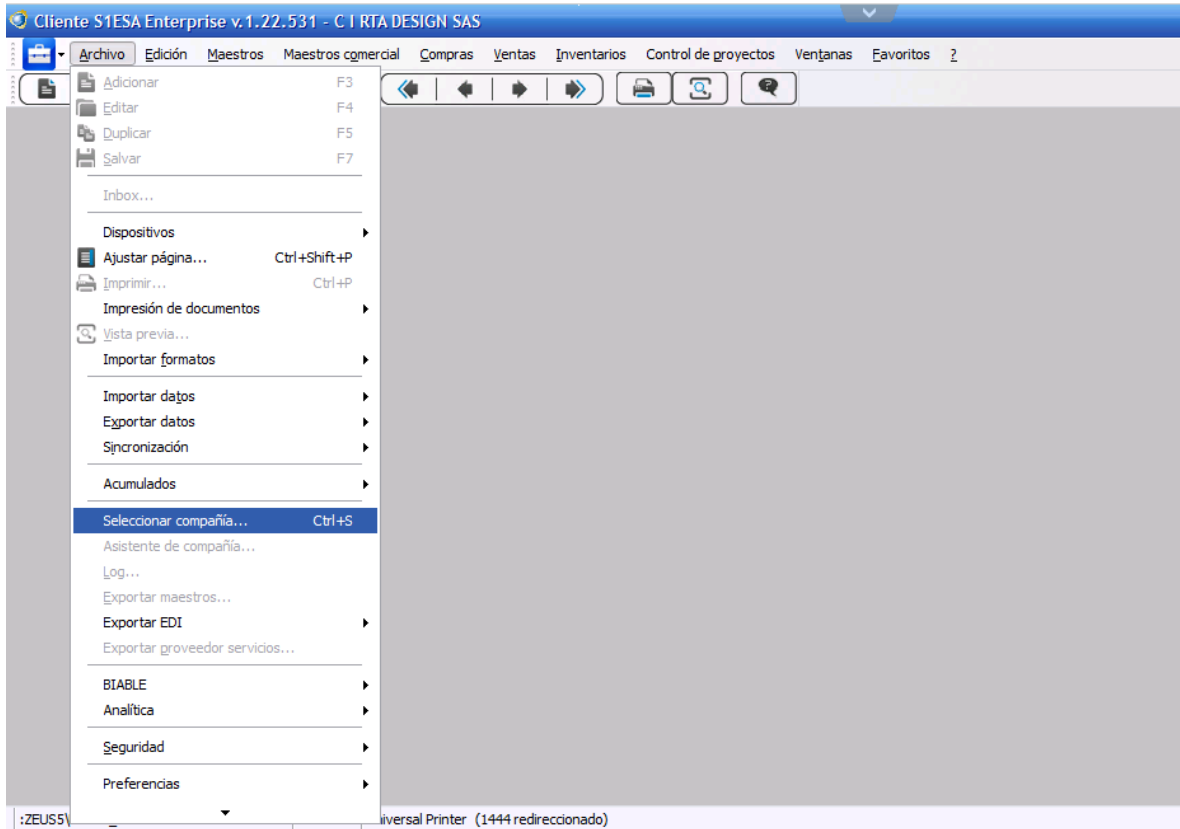 Cliente S1ESA Enterprise v.1.22.531 - C I RTA DESIGN SAS
Archivo Edición Maestros Maestros comercial Compras Ventas Inventarios Control de proyectos Ventanas Favoritos ?
Adicionar F3
Editar F4
Duplicar F5
Salvar F7
Inbox...
Dispositivos
Ajustar página... Ctrl+Shift+P
Imprimir... Ctrl+P
Impresión de documentos
Vista previa...
Importar formatos
Importar datos
Exportar datos
Sincronización
Acumulados
Seleccionar compañía... Ctrl+S
Asistente de compañía...
Log...
Exportar maestros...
Exportar EDI
Exportar proveedor servicios...
BIABLE
Analítica
Seguridad
Preferencias
:ZEUS5\ iversal Printer (1444 redireccionado)